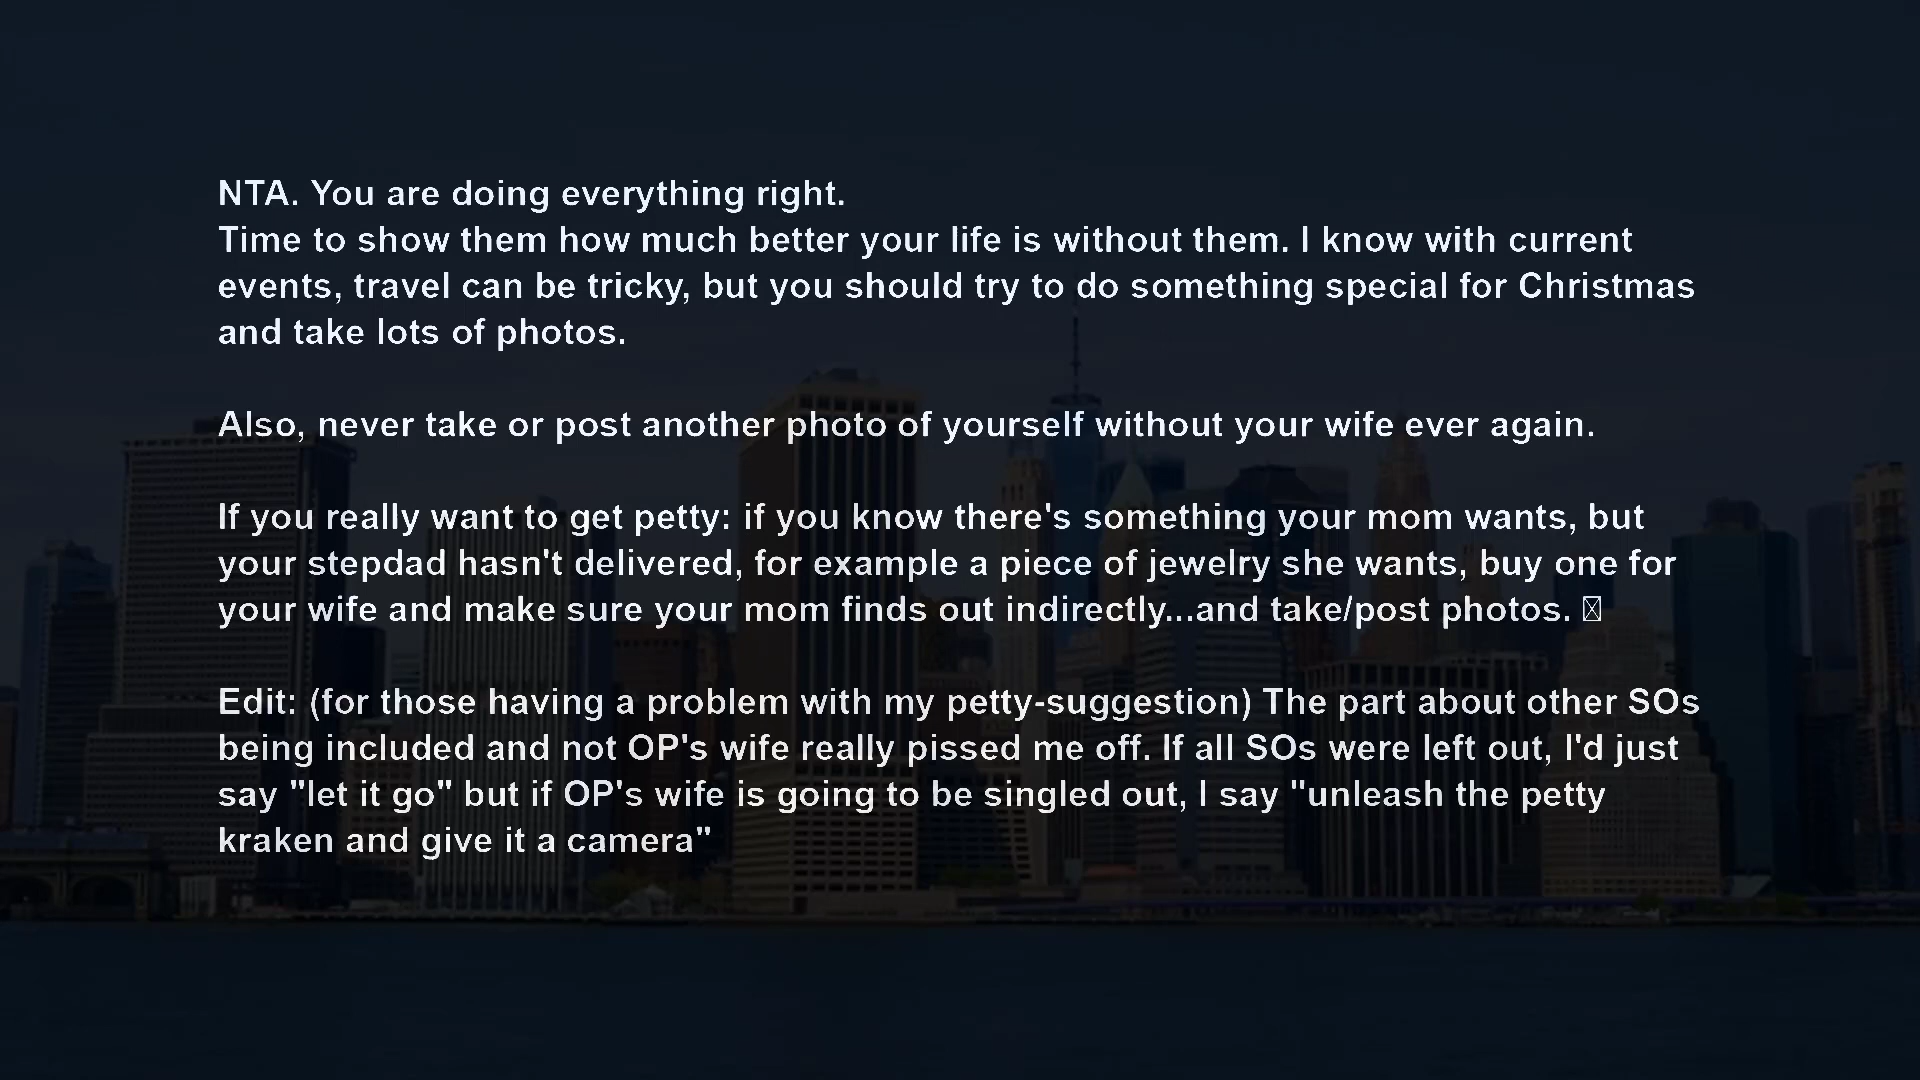 NTA. You are doing everything right.
Time to show them how much better your life is without them. I know with current
events, travel can be tricky, but you should try to do something special for Christmas
and take lots of photos.
Also, never take or post another photo of yourself without your wife ever again.
If you really want to get petty: if you know there's something your mom wants, but
your stepdad hasn't delivered, for example a piece of jewelry she wants, buy one for
your wife and make sure your mom finds out indirectly...and take/post photos.
Edit: (for those having a problem with my petty-suggestion) The part about other SOs
being included and not OP's wife really pissed me off. If all SOs were left out, I'd just
say "let it go" but if OP's wife is going to be singled out, I say "unleash the petty
kraken and give it a camera"